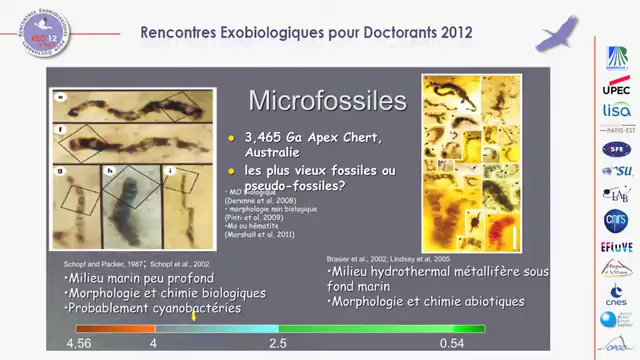 Rencontres Exobiologiques pour Doctorants 2012
Microfossiles
3,465 Ga Apex Chert,
Australie
les plus vieux fossiles ou
pseudo-fossiles?
• MO biologique
(Derenne et al, 2008)
• morphologie non biologique
(Pinti et al, 2009)
•Mo ou hématite
(Marshall et al, 2011)
e
f
g
h
i
Schopf and Packer, 1987; Schopf et al., 2002
•Milieu marin peu profond
•Morphologie et chimie biologiques
•Probablement cyanobactéries
Brasier et al., 2002; Lindsay et al, 2005
•Milieu hydrothermal métallifère sous
fond marin
•Morphologie et chimie abiotiques
4,56
4
2.5
0.54
UPEC
lisa
SFE
SU
LAB
cnrs
EFLUVE
cnes